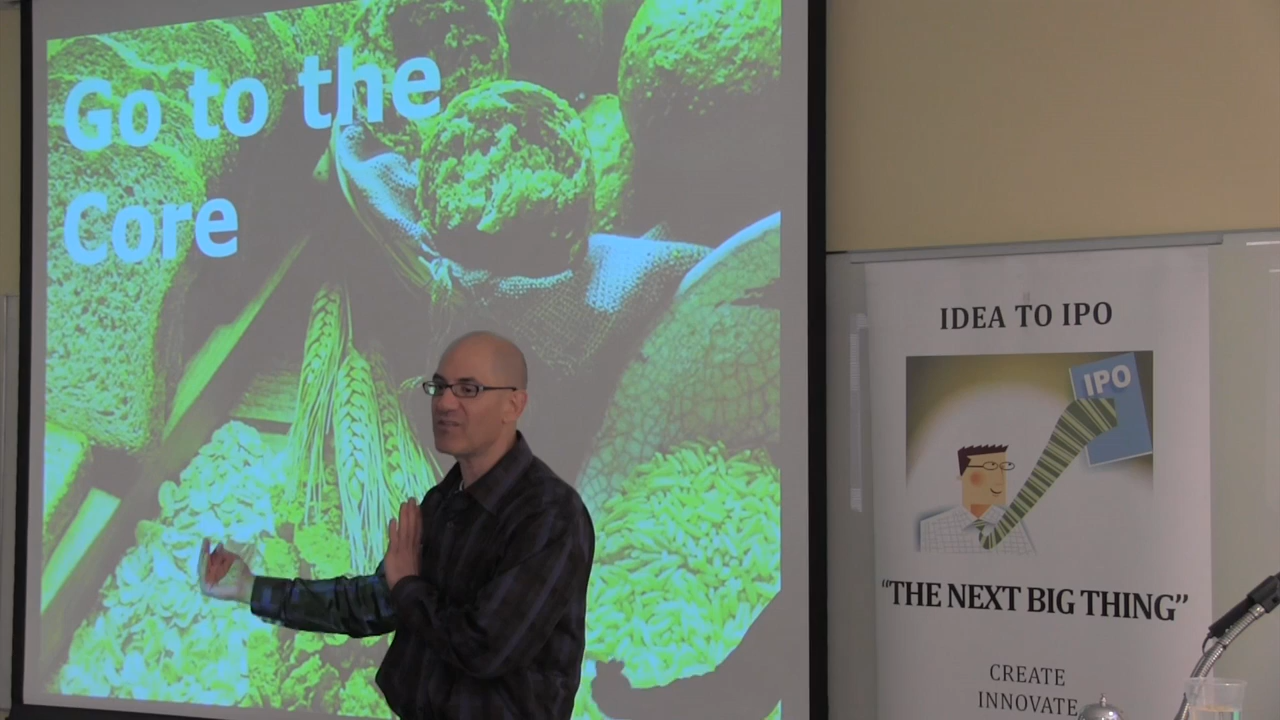 Go to the
Core
IDEA TO IPO
IPO
“THE NEXT BIG THING”
CREATE
INNOVATE